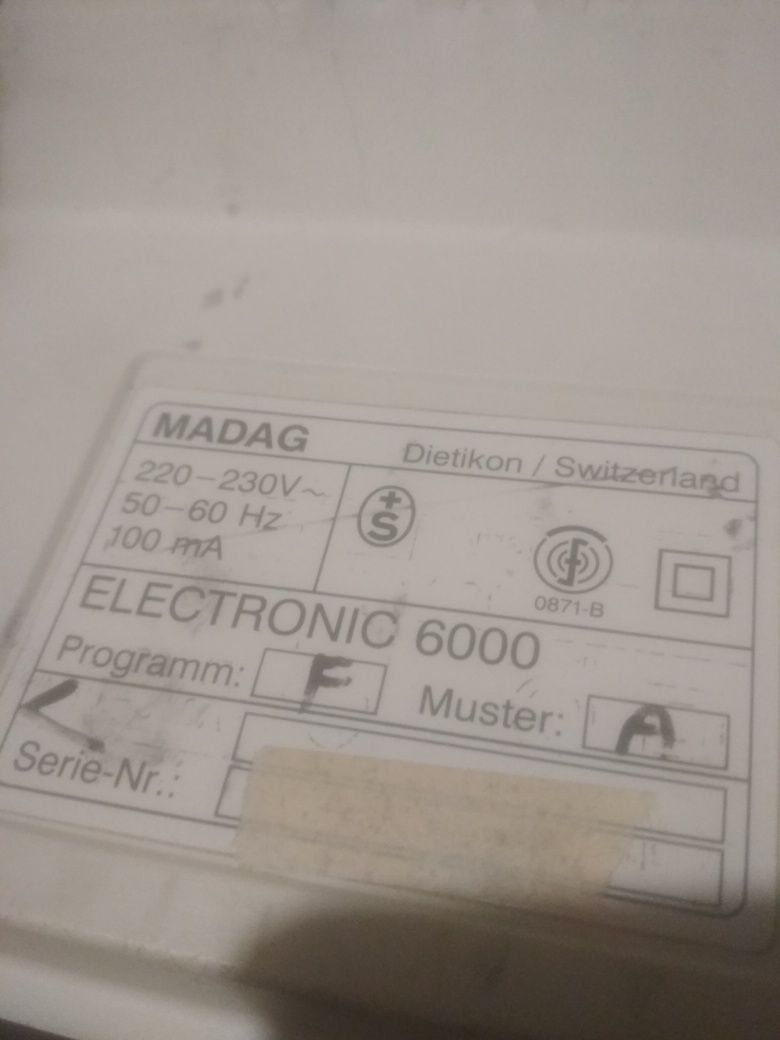 MADAG Dietikon / Switzerland
220–230V~
50–60 Hz
100 mA
+S
0871-B
ELECTRONIC 6000
Programm: F Muster: A
Serie-Nr.: